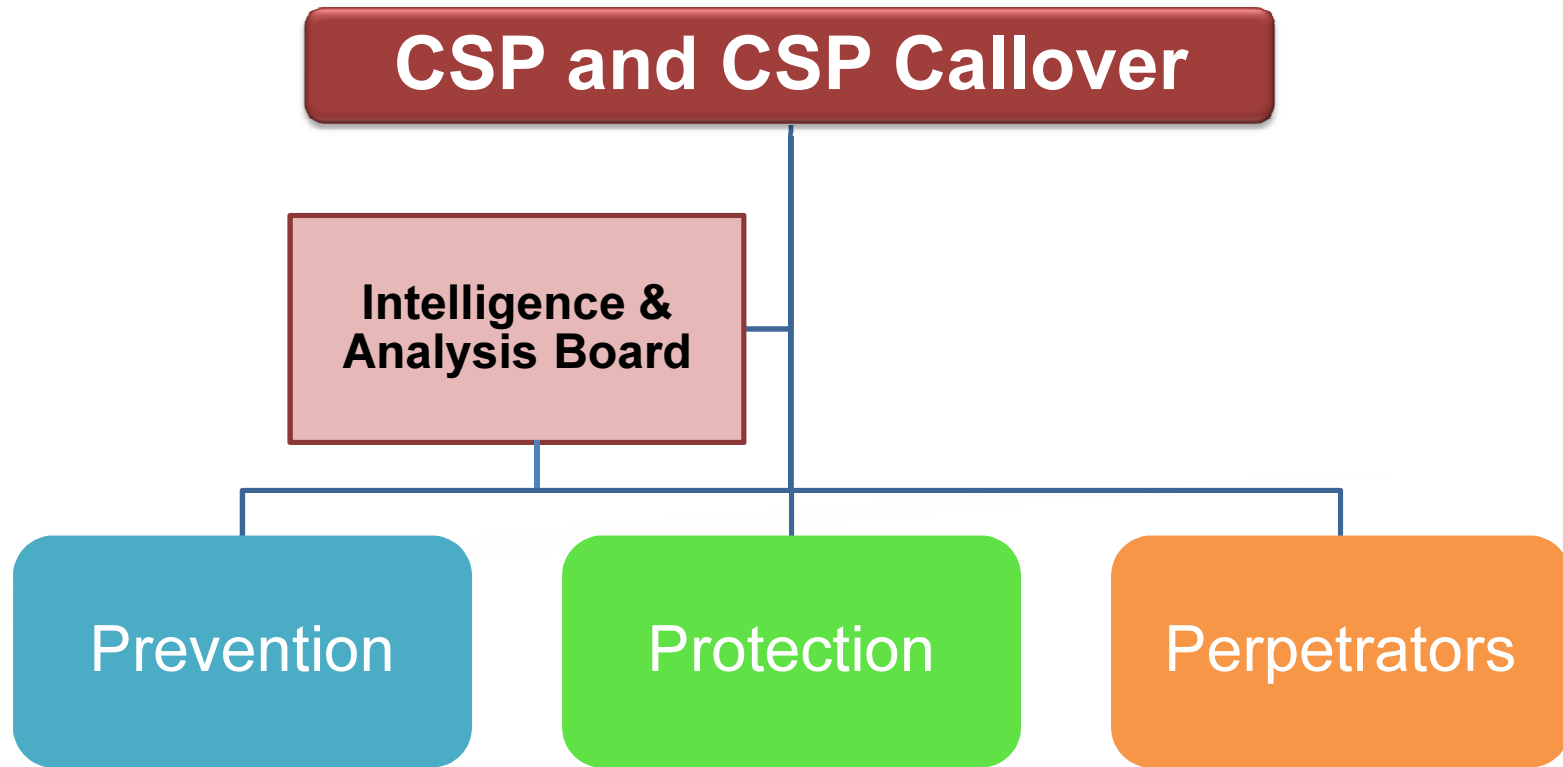 CSP and CSP Callover
Intelligence &
Analysis Board
Prevention
Protection
Perpetrators